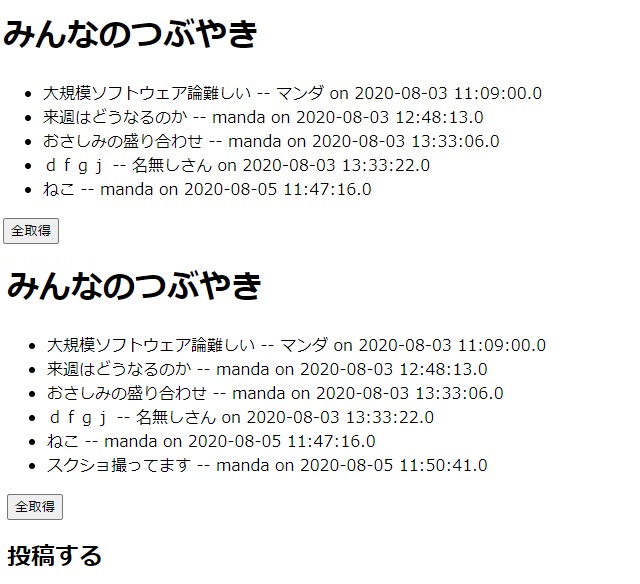 みんなのつぶやき
大規模ソフトウェア論難しい -- マンダ on 2020-08-03 11:09:00.0
来週はどうなるのか -- manda on 2020-08-03 12:48:13.0
おさしみの盛り合わせ -- manda on 2020-08-03 13:33:06.0
ｄｆｇｊ -- 名無しさん on 2020-08-03 13:33:22.0
ねこ -- manda on 2020-08-05 11:47:16.0
全取得
みんなのつぶやき
大規模ソフトウェア論難しい -- マンダ on 2020-08-03 11:09:00.0
来週はどうなるのか -- manda on 2020-08-03 12:48:13.0
おさしみの盛り合わせ -- manda on 2020-08-03 13:33:06.0
ｄｆｇｊ -- 名無しさん on 2020-08-03 13:33:22.0
ねこ -- manda on 2020-08-05 11:47:16.0
スクショ撮ってます -- manda on 2020-08-05 11:50:41.0
全取得
投稿する